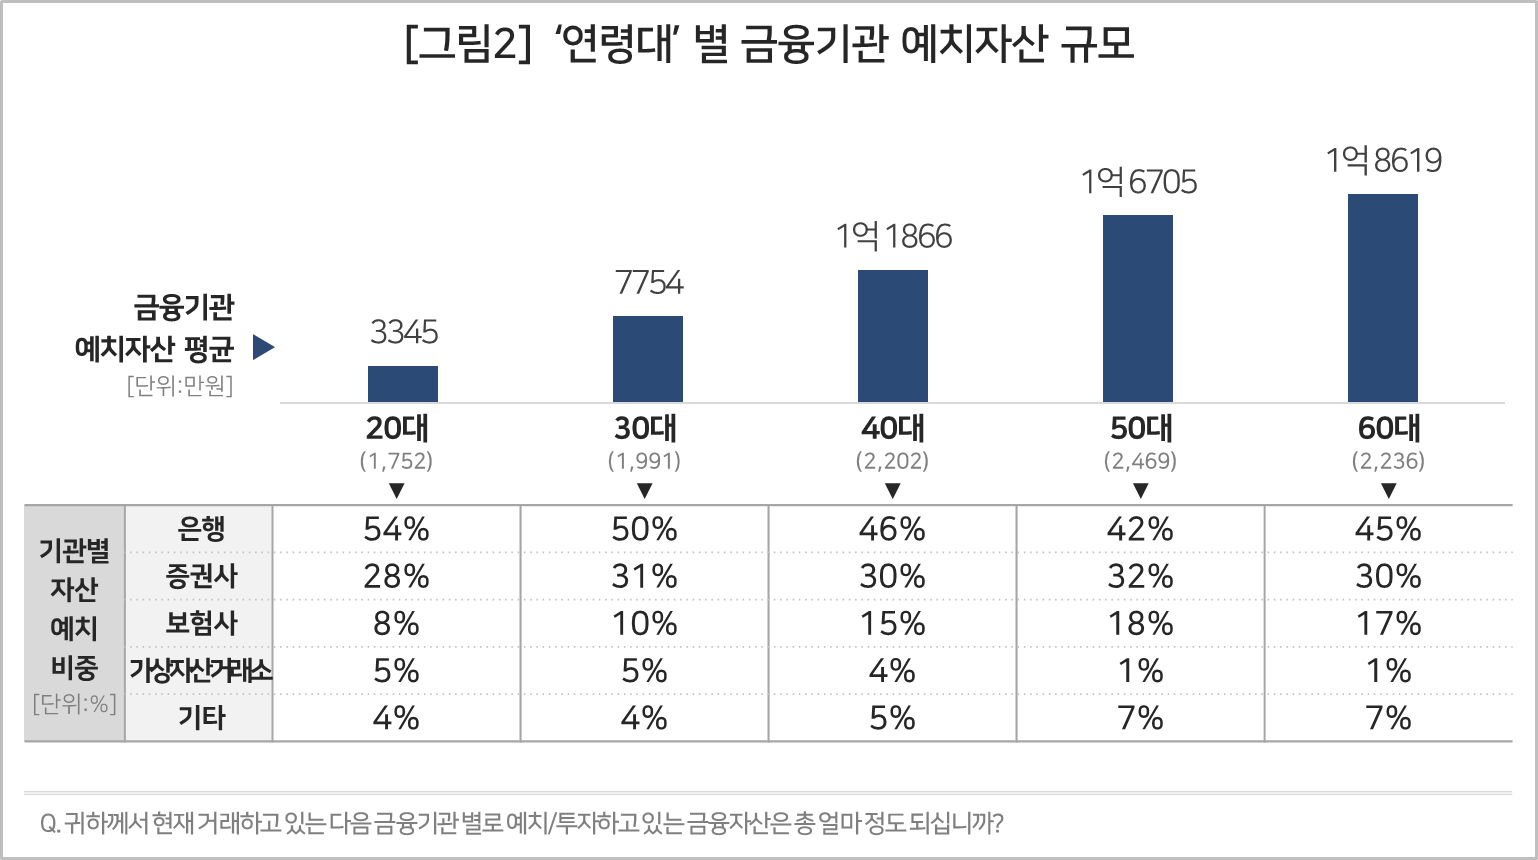 [그림2] ‘연령대’ 별 금융기관 예치자산 규모
금융기관
예치자산 평균 ▶
[단위:만원]
3345 7754 1억 1866 1억 6705 1억 8619
20대 30대 40대 50대 60대
(1,752) (1,991) (2,202) (2,469) (2,236)
▼ ▼ ▼ ▼ ▼
기관별
자산
예치
비중
[단위:%]
은행 54% 50% 46% 42% 45%
증권사 28% 31% 30% 32% 30%
보험사 8% 10% 15% 18% 17%
가상자산거래소 5% 5% 4% 1% 1%
기타 4% 4% 5% 7% 7%
Q. 귀하께서 현재 거래하고 있는 다음 금융기관 별로 예치/투자하고 있는 금융자산은 총 얼마 정도 되십니까?